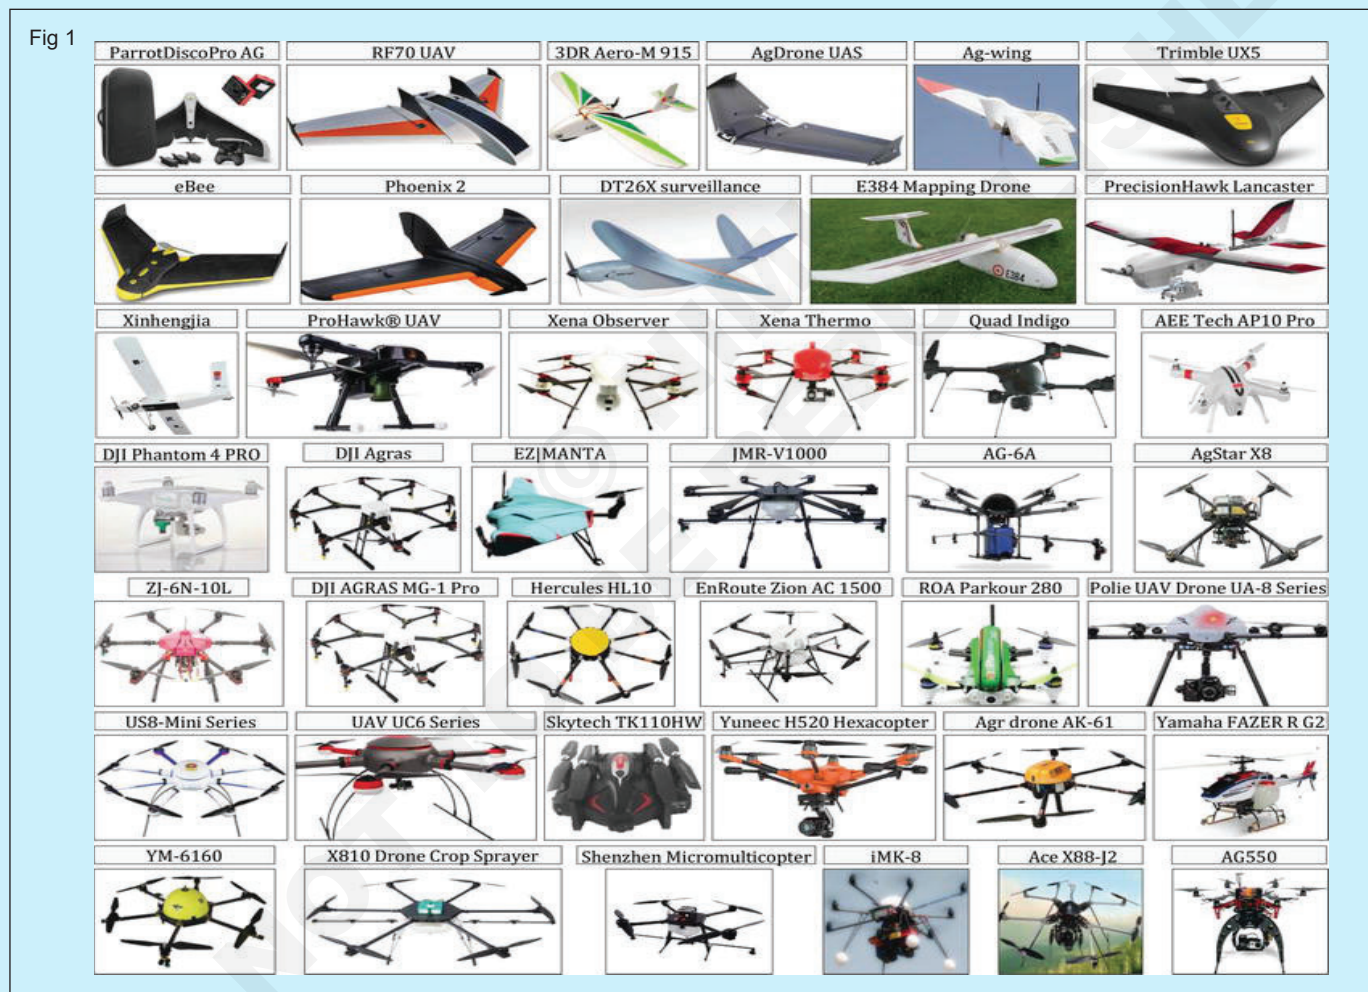 Fig 1
ParrotDiscoPro AG
RF70 UAV
3DR Aero-M 915
AgDrone UAS
Ag-wing
Trimble UX5
eBee
Phoenix 2
DT26X surveillance
E384 Mapping Drone
PrecisionHawk Lancaster
E384
Xinhengjia
ProHawk® UAV
Xena Observer
Xena Thermo
Quad Indigo
AEE Tech AP10 Pro
DJI Phantom 4 PRO
DJI Agras
EZ|MANTA
JMR-V1000
AG-6A
AgStar X8
ZJ-6N-10L
DJI AGRAS MG-1 Pro
Hercules HL10
EnRoute Zion AC 1500
ROA Parkour 280
Polie UAV Drone UA-8 Series
US8-Mini Series
UAV UC6 Series
Skytech TK110HW
Yuneec H520 Hexacopter
Agr drone AK-61
Yamaha FAZER R G2
YM-6160
X810 Drone Crop Sprayer
Shenzhen Micromulticopter
iMK-8
Ace X88-J2
AG550